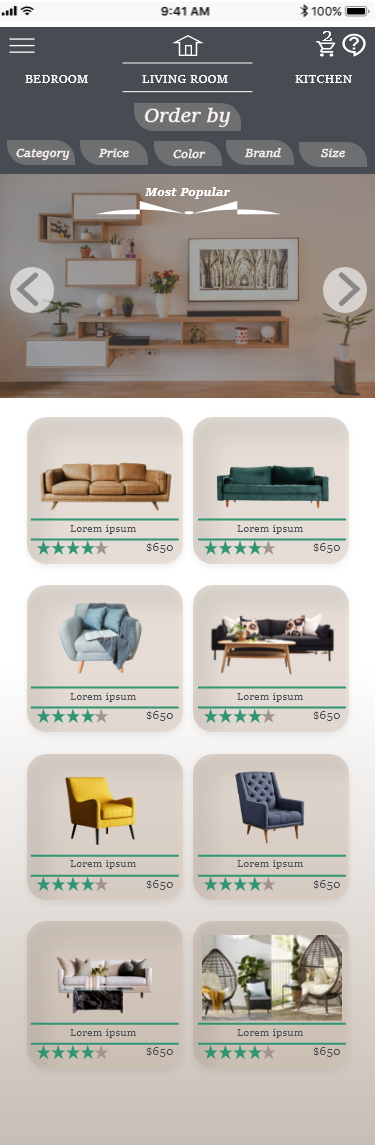 9:41 AM
100%
2
BEDROOM LIVING ROOM KITCHEN
Order by
Category Price Color Brand Size
Most Popular
Lorem ipsum Lorem ipsum
$650 $650
Lorem ipsum Lorem ipsum
$650 $650
Lorem ipsum Lorem ipsum
$650 $650
Lorem ipsum Lorem ipsum
$650 $650